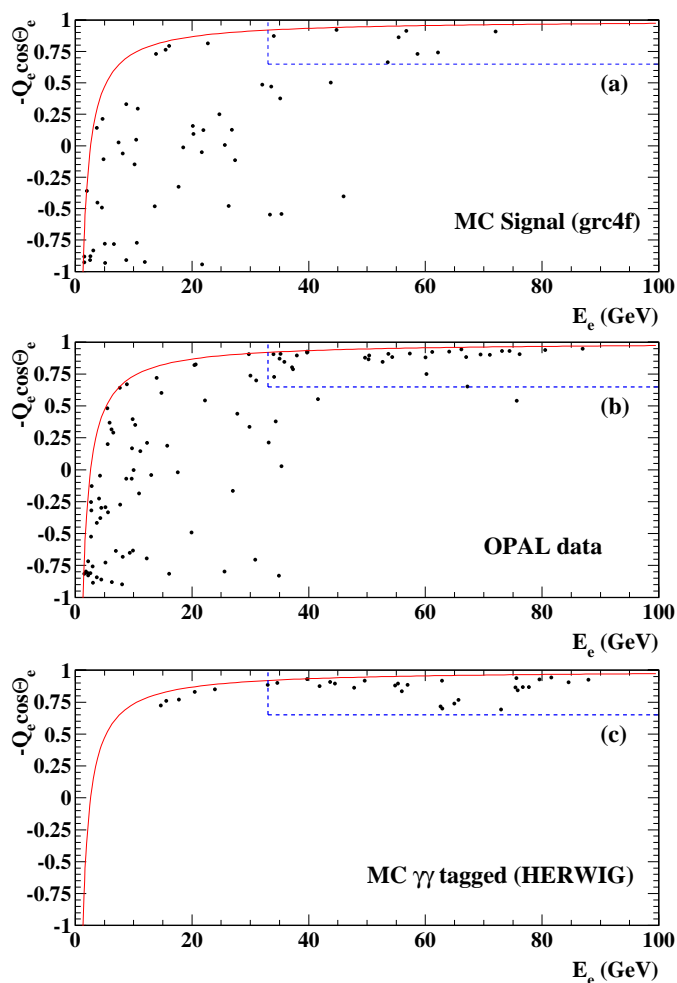 -Q_e cosΘ_e
1
0.75
0.5
0.25
0
-0.25
-0.5
-0.75
-1
(a)
MC Signal (grc4f)
0 20 40 60 80 100
E_e (GeV)
-Q_e cosΘ_e
1
0.75
0.5
0.25
0
-0.25
-0.5
-0.75
-1
(b)
OPAL data
0 20 40 60 80 100
E_e (GeV)
-Q_e cosΘ_e
1
0.75
0.5
0.25
0
-0.25
-0.5
-0.75
-1
(c)
MC γγ tagged (HERWIG)
0 20 40 60 80 100
E_e (GeV)